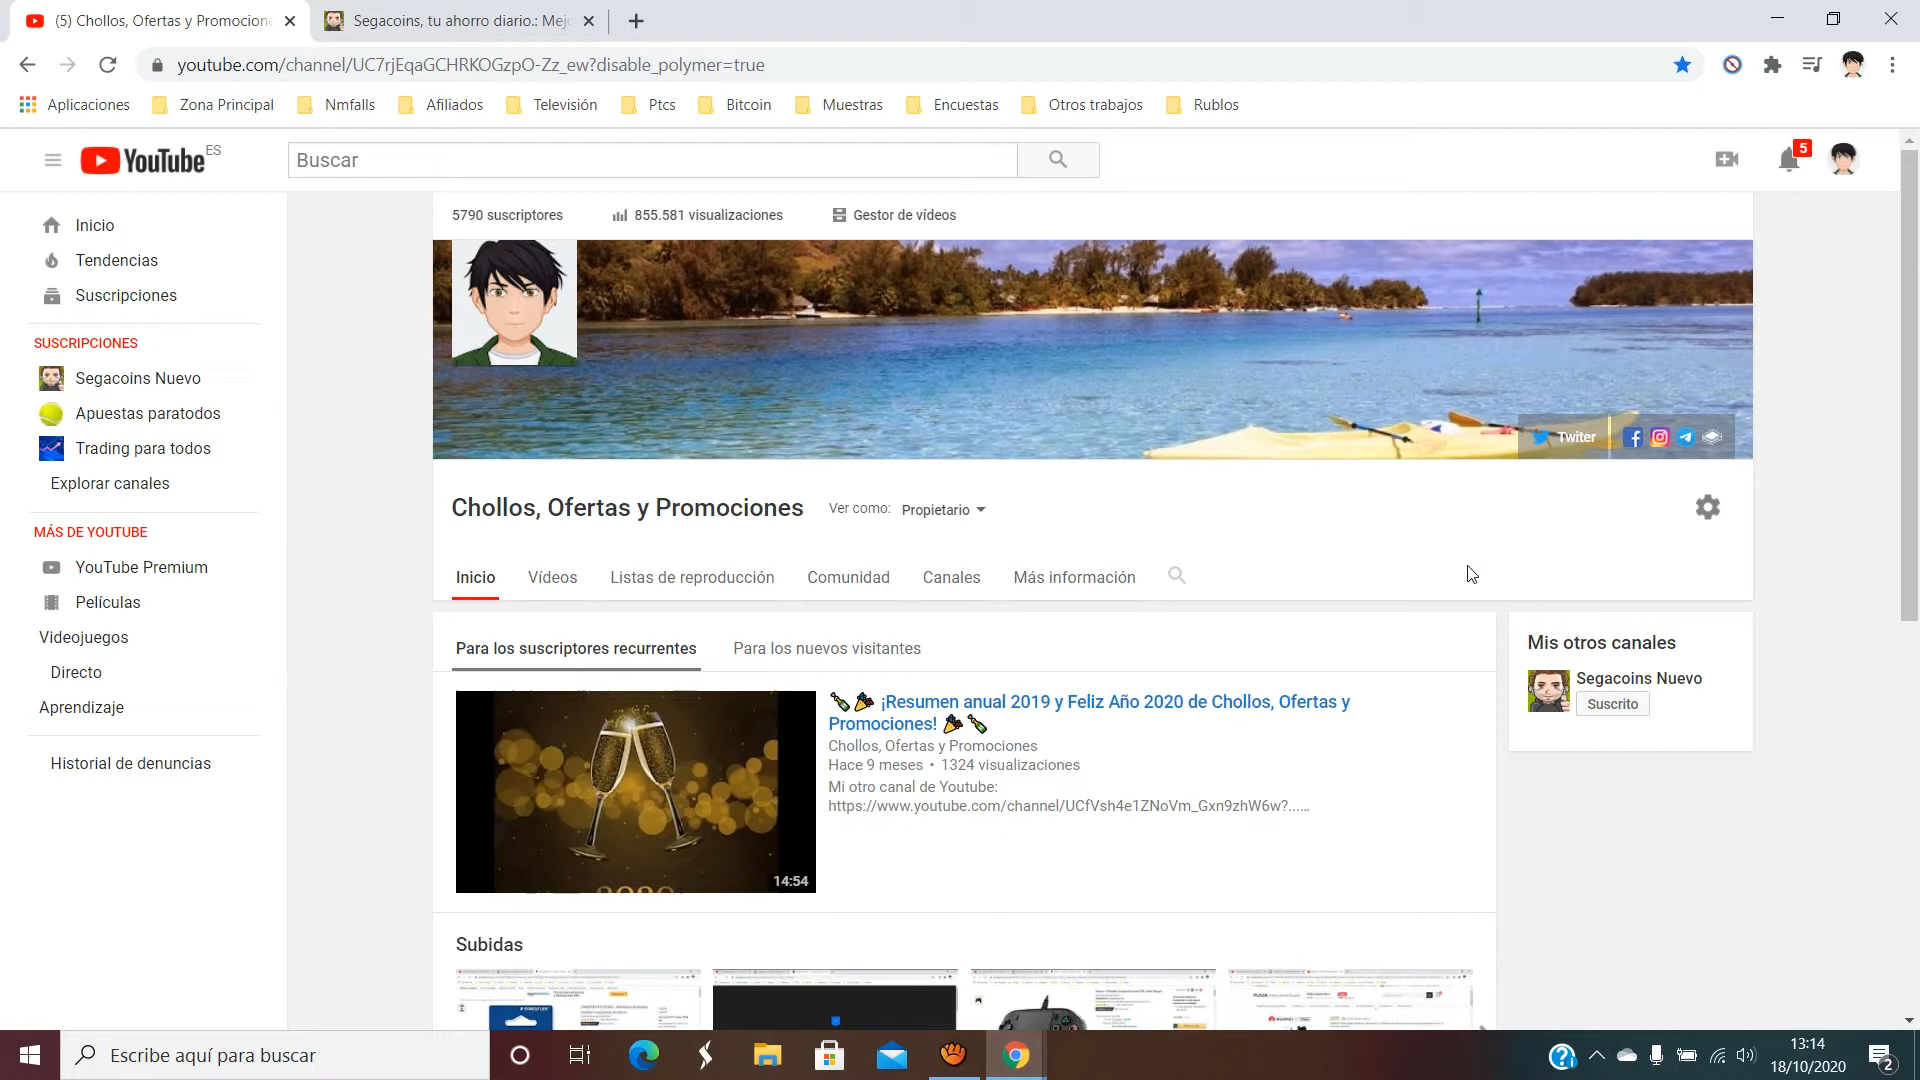 (5) Chollos, Ofertas y Promocione
Segacoins, tu ahorro diario.: Mejo
youtube.com/channel/UC7rjEqaGCHRKOGzpO-Zz_ew?disable_polymer=true
Aplicaciones
Zona Principal
Nmfalls
Afiliados
Televisión
Ptcs
Bitcoin
Muestras
Encuestas
Otros trabajos
Rublos
YouTube ES
Buscar
5
Inicio
Tendencias
Suscripciones
SUSCRIPCIONES
Segacoins Nuevo
Apuestas paratodos
Trading para todos
Explorar canales
MÁS DE YOUTUBE
YouTube Premium
Películas
Videojuegos
Directo
Aprendizaje
Historial de denuncias
5790 suscriptores
855.581 visualizaciones
Gestor de vídeos
Twiter
Chollos, Ofertas y Promociones
Ver como: Propietario
Inicio
Vídeos
Listas de reproducción
Comunidad
Canales
Más información
Para los suscriptores recurrentes
Para los nuevos visitantes
14:54
¡Resumen anual 2019 y Feliz Año 2020 de Chollos, Ofertas y
Promociones!
Chollos, Ofertas y Promociones
Hace 9 meses • 1324 visualizaciones
Mi otro canal de Youtube:
https://www.youtube.com/channel/UCfVsh4e1ZNoVm_Gxn9zhW6w?......
Mis otros canales
Segacoins Nuevo
Suscrito
Subidas
Escribe aquí para buscar
13:14
18/10/2020
2